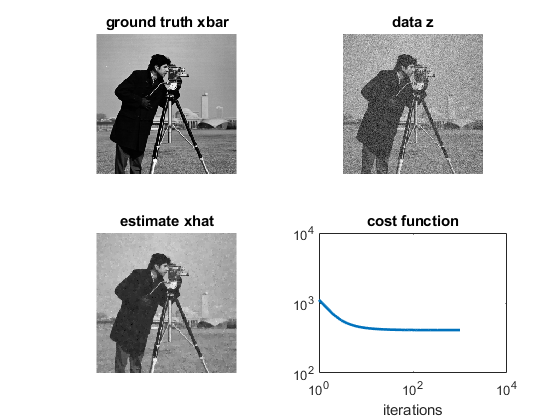 ground truth xbar
data z
estimate xhat
cost function
10^4
10^3
10^2
10^0
10^2
10^4
iterations